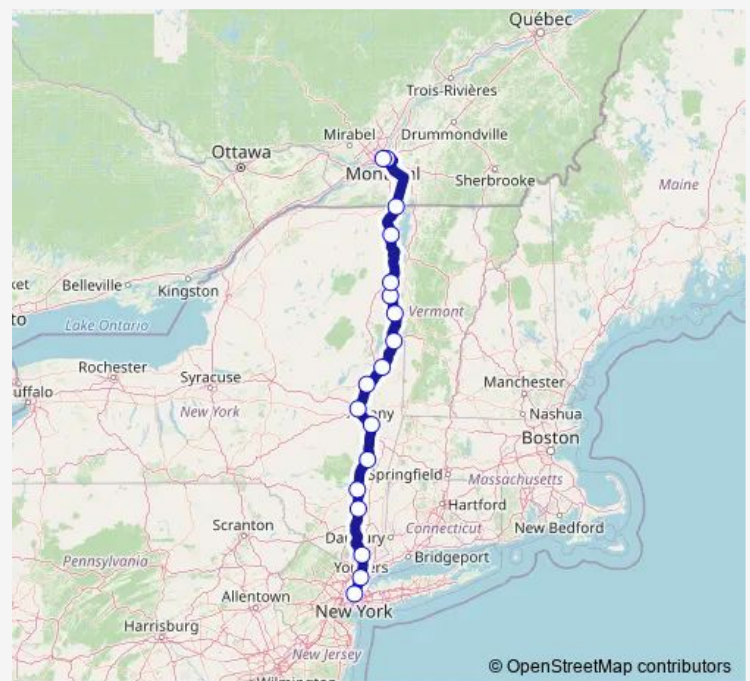 Québec
Trois-Rivières
Mirabel
Drummondville
Ottawa
Sherbrooke
Maine
Belleville
Kingston
Vermont
Lake Ontario
Rochester
Syracuse
Manchester
New York
Nashua
Boston
Springfield
Massachusetts
Hartford
Scranton
Connecticut
New Bedford
Bridgeport
Pennsylvania
Allentown
New York
Harrisburg
New Jersey
© OpenStreetMap contributors